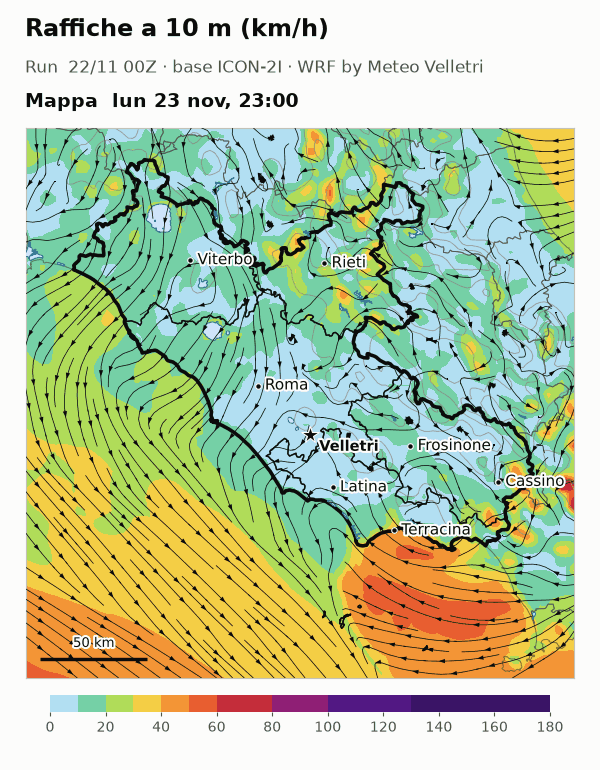 Raffiche a 10 m (km/h)
Run  22/11 00Z · base ICON-2I · WRF by Meteo Velletri
Mappa  lun 23 nov, 23:00
Viterbo
Rieti
Roma
Velletri
Frosinone
Cassino
Latina
Terracina
50 km
0 20 40 60 80 100 120 140 160 180